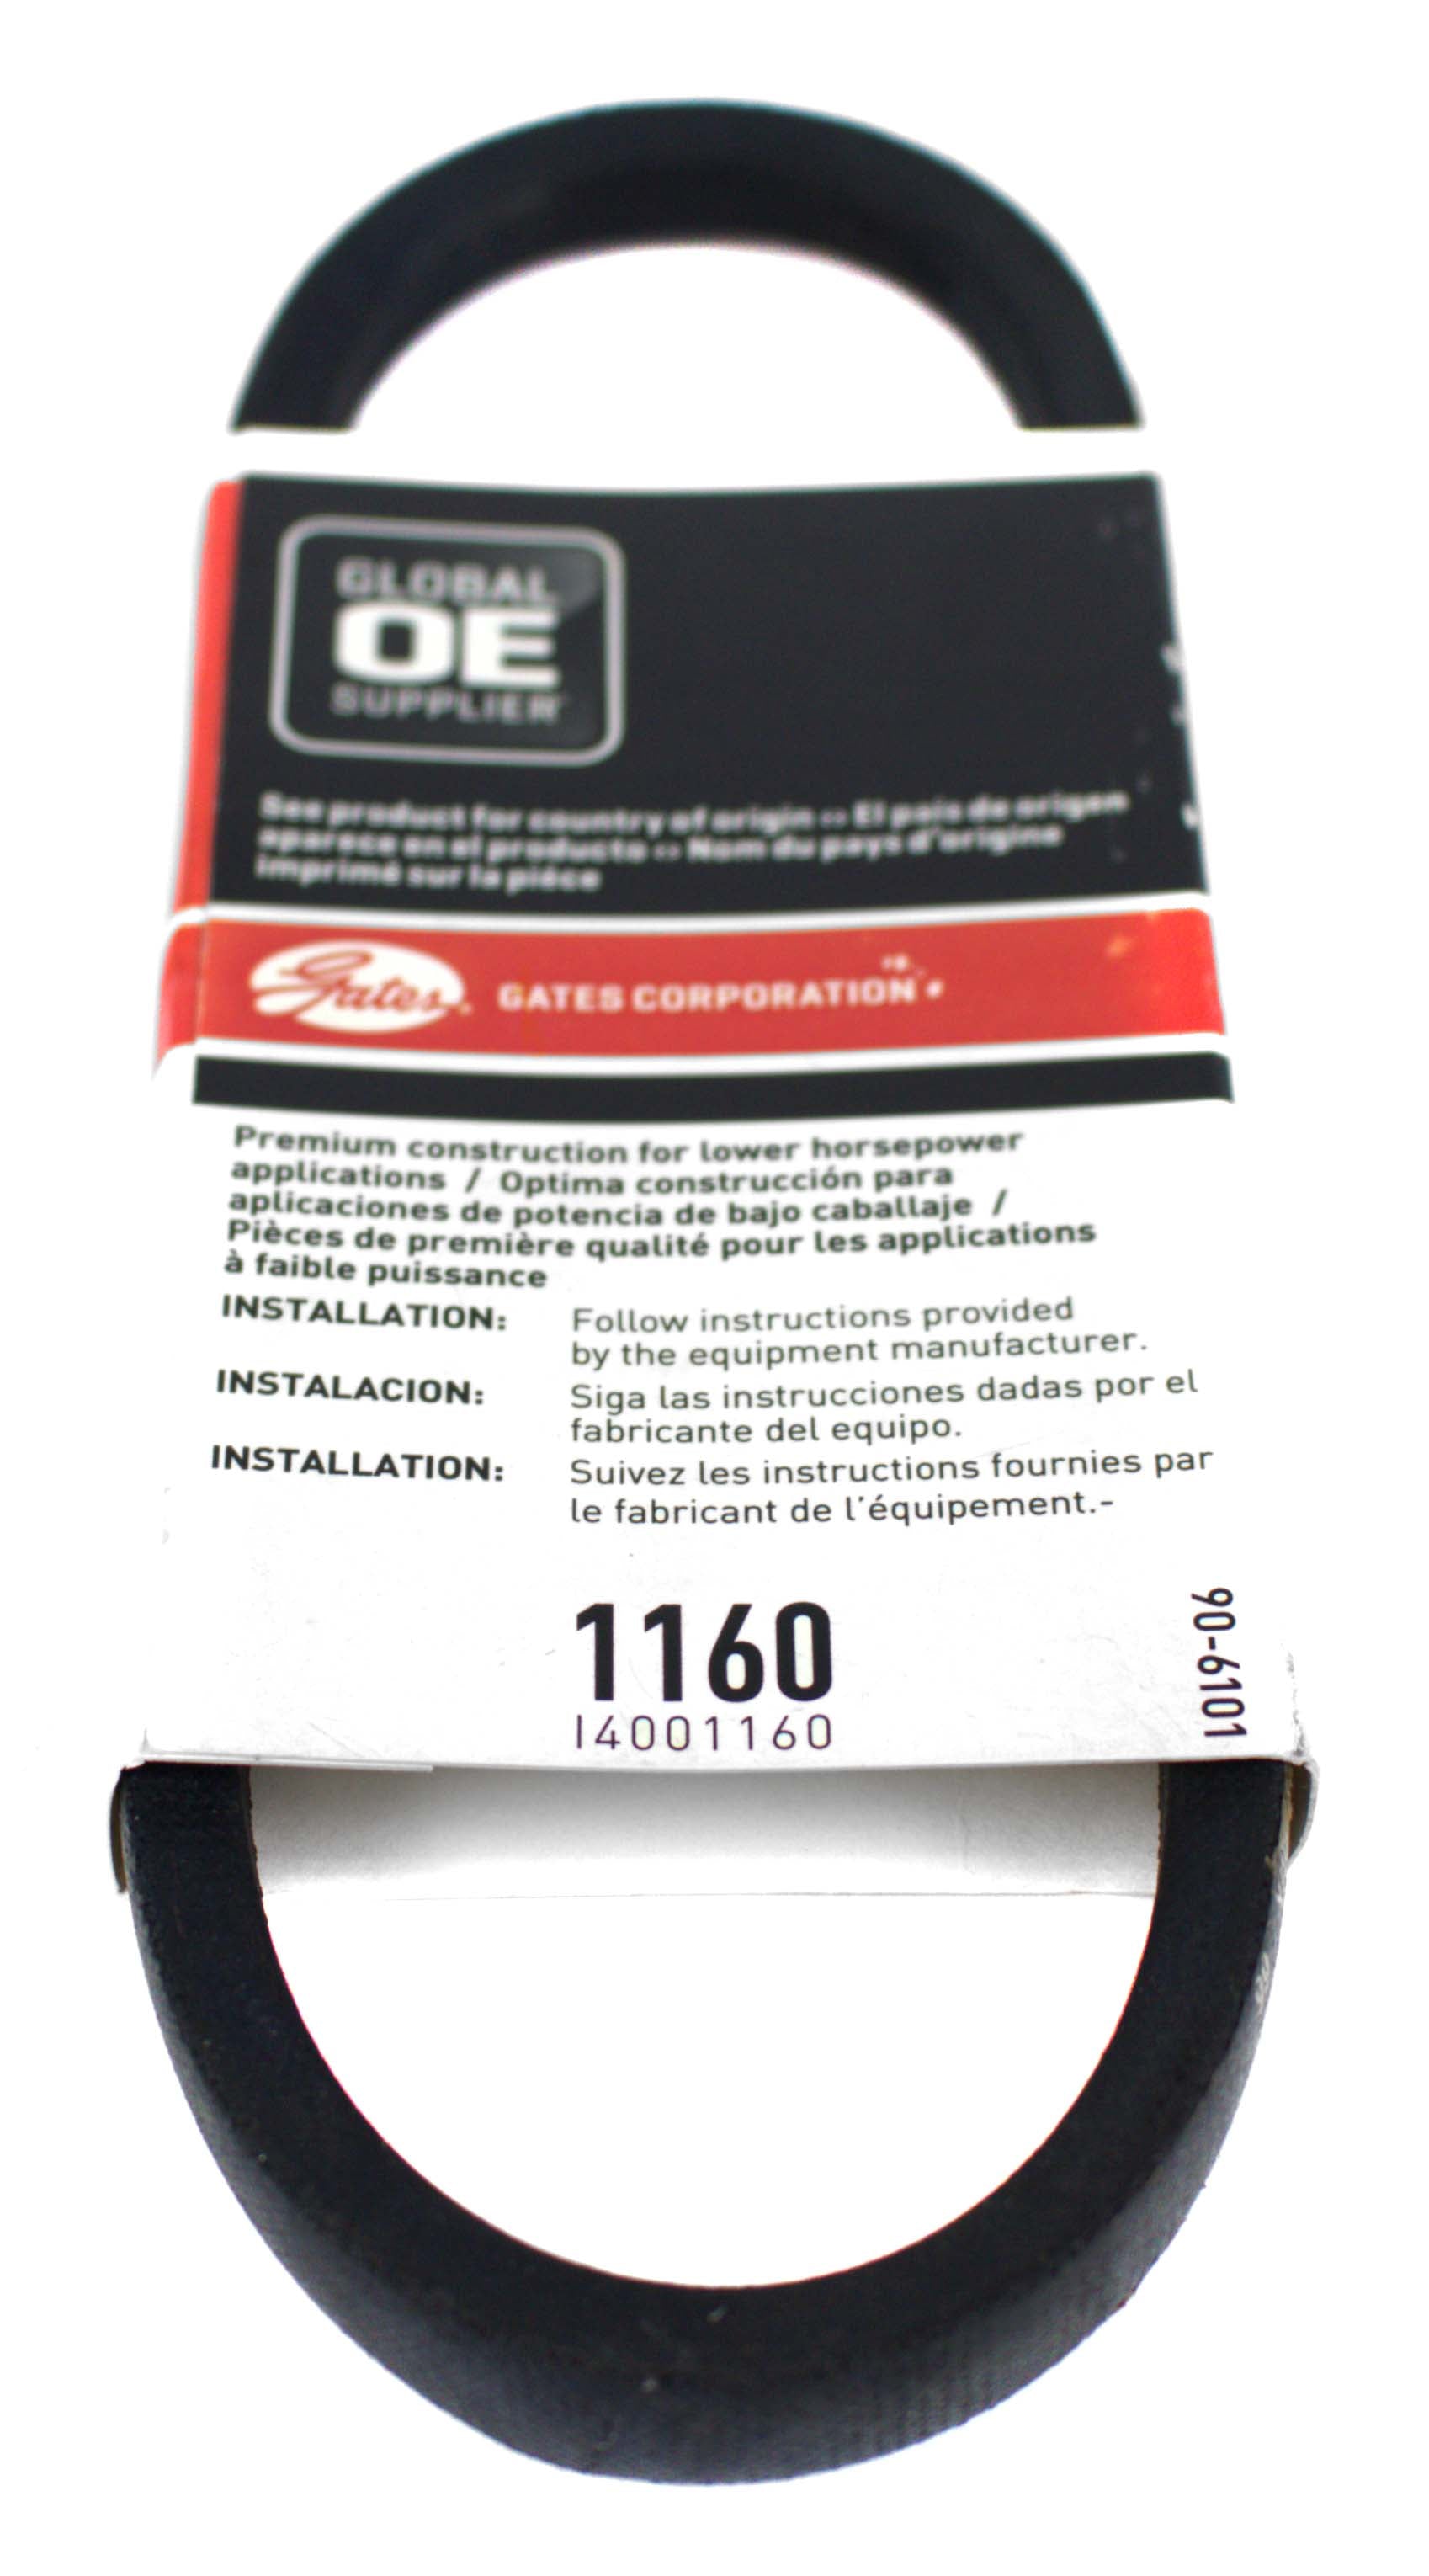 GLOBAL
OE
SUPPLIER
See product for country of origin ‹› El pais de origen
aparece en el producto ‹› Nom du pays d'origine
imprimé sur la pièce
Gates. GATES CORPORATION
Premium construction for lower horsepower
applications / Optima construcción para
aplicaciones de potencia de bajo caballaje /
Pièces de première qualité pour les applications
à faible puissance
INSTALLATION: Follow instructions provided
by the equipment manufacturer.
INSTALACION: Siga las instrucciones dadas por el
fabricante del equipo.
INSTALLATION: Suivez les instructions fournies par
le fabricant de l'équipement.-
1160
I4001160
90-6101